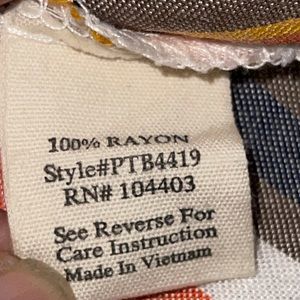 100% RAYON
Style#PTB4419
RN# 104403
See Reverse For
Care Instruction
Made In Vietnam